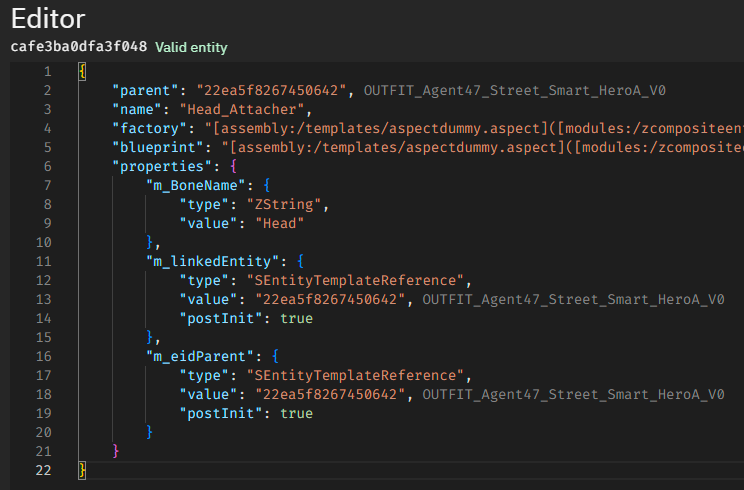 Editor
cafe3ba0dfa3f048 Valid entity
1 {
2 "parent": "22ea5f8267450642", OUTFIT_Agent47_Street_Smart_HeroA_V0
3 "name": "Head_Attacher",
4 "factory": "[assembly:/templates/aspectdummy.aspect]([modules:/zcompositeent
5 "blueprint": "[assembly:/templates/aspectdummy.aspect]([modules:/zcomposite
6 "properties": {
7 "m_BoneName": {
8 "type": "ZString",
9 "value": "Head"
10 },
11 "m_linkedEntity": {
12 "type": "SEntityTemplateReference",
13 "value": "22ea5f8267450642", OUTFIT_Agent47_Street_Smart_HeroA_V0
14 "postInit": true
15 },
16 "m_eidParent": {
17 "type": "SEntityTemplateReference",
18 "value": "22ea5f8267450642", OUTFIT_Agent47_Street_Smart_HeroA_V0
19 "postInit": true
20 }
21 }
22 }